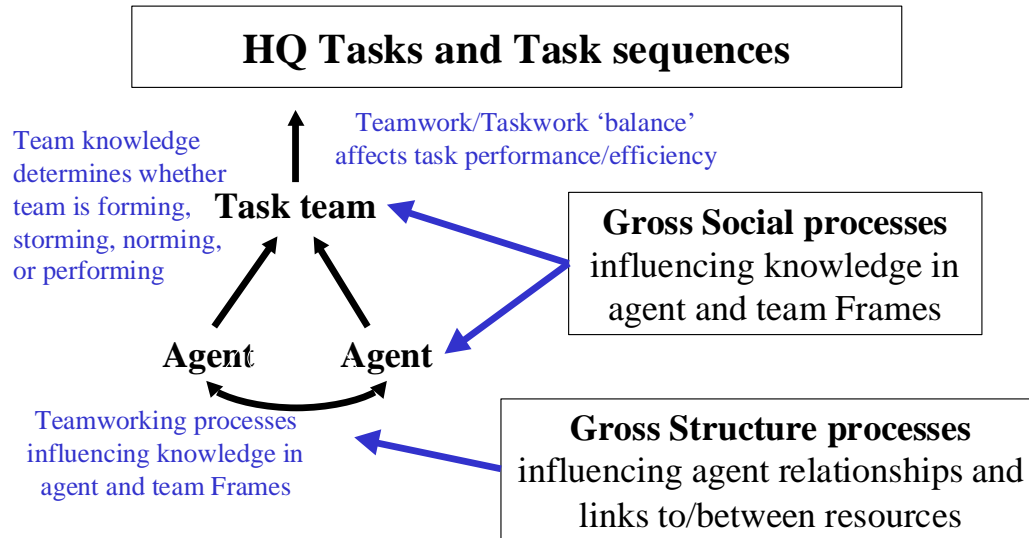 HQ Tasks and Task sequences
Teamwork/Taskwork ‘balance’
affects task performance/efficiency
Team knowledge
determines whether
team is forming,
storming, norming,
or performing
Task team
Gross Social processes
influencing knowledge in
agent and team Frames
Agent
Agent
Teamworking processes
influencing knowledge in
agent and team Frames
Gross Structure processes
influencing agent relationships and
links to/between resources